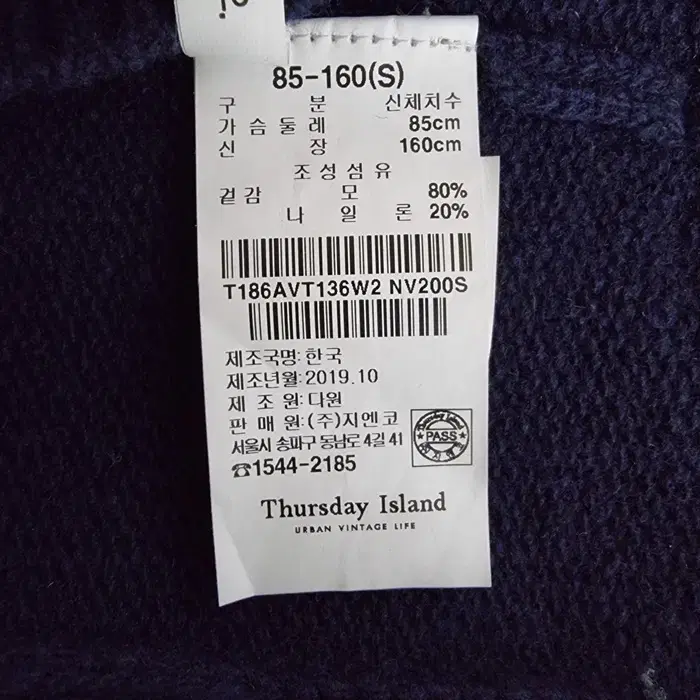 85-160(S)
구 분 신체치수
가 슴 둘 레 85cm
신 장 160cm
조 성 섬 유
겉 감 모 80%
나 일 론 20%
T186AVT136W2 NV200S
제조국명: 한국
제조년월: 2019.10
제 조 원: 다원
판 매 원: (주)지엔코
서울시 송파구 동남로 4길 41
☎1544-2185
PASS
Thursday Island
URBAN VINTAGE LIFE